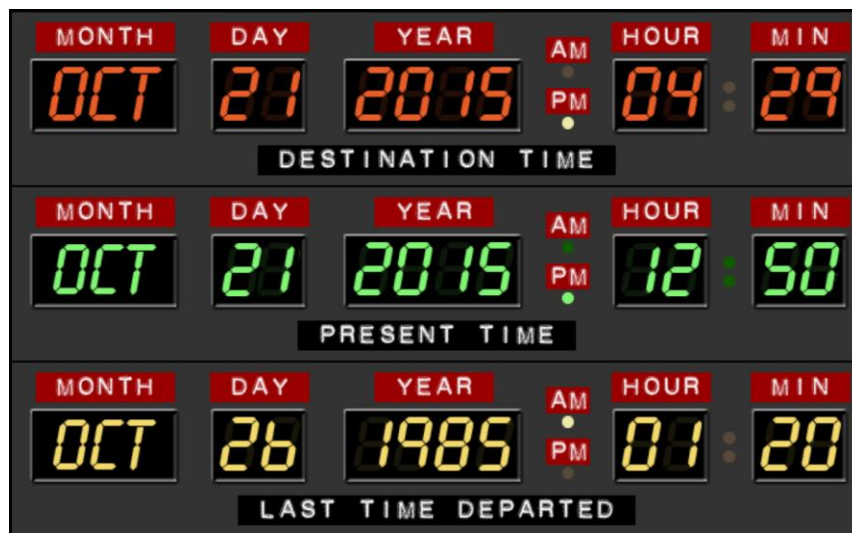 MONTH DAY YEAR AM HOUR MIN
OCT 21 2015 PM 04 : 29
DESTINATION TIME
MONTH DAY YEAR AM HOUR MIN
OCT 21 2015 PM 12 : 50
PRESENT TIME
MONTH DAY YEAR AM HOUR MIN
OCT 26 1985 PM 01 : 20
LAST TIME DEPARTED